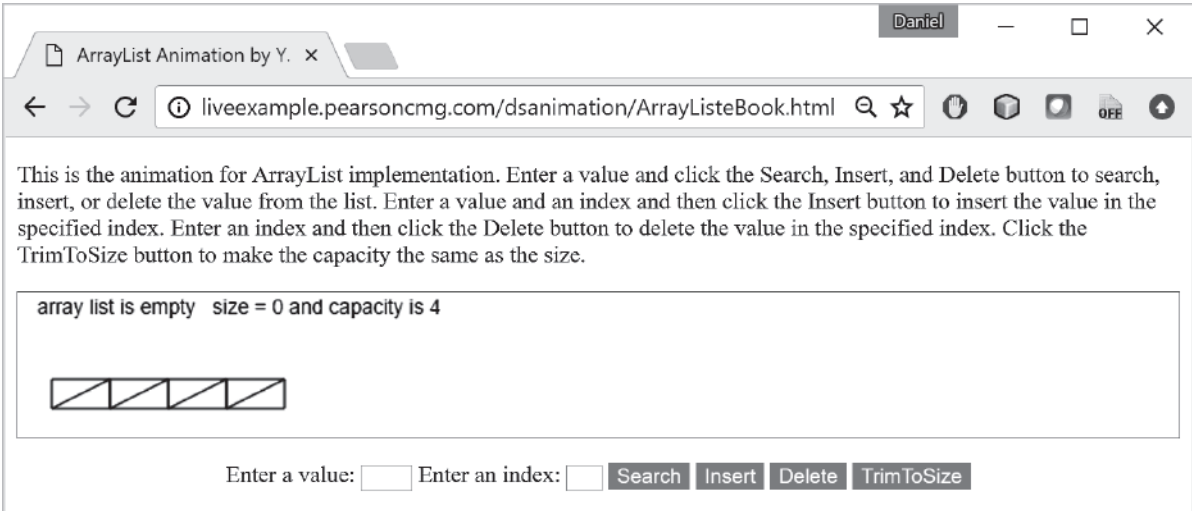 Daniel
ArrayList Animation by Y.
liveexample.pearsoncmg.com/dsanimation/ArrayListeBook.html
OFF
This is the animation for ArrayList implementation. Enter a value and click the Search, Insert, and Delete button to search,
insert, or delete the value from the list. Enter a value and an index and then click the Insert button to insert the value in the
specified index. Enter an index and then click the Delete button to delete the value in the specified index. Click the
TrimToSize button to make the capacity the same as the size.
array list is empty size = 0 and capacity is 4
Enter a value: Enter an index: Search Insert Delete TrimToSize